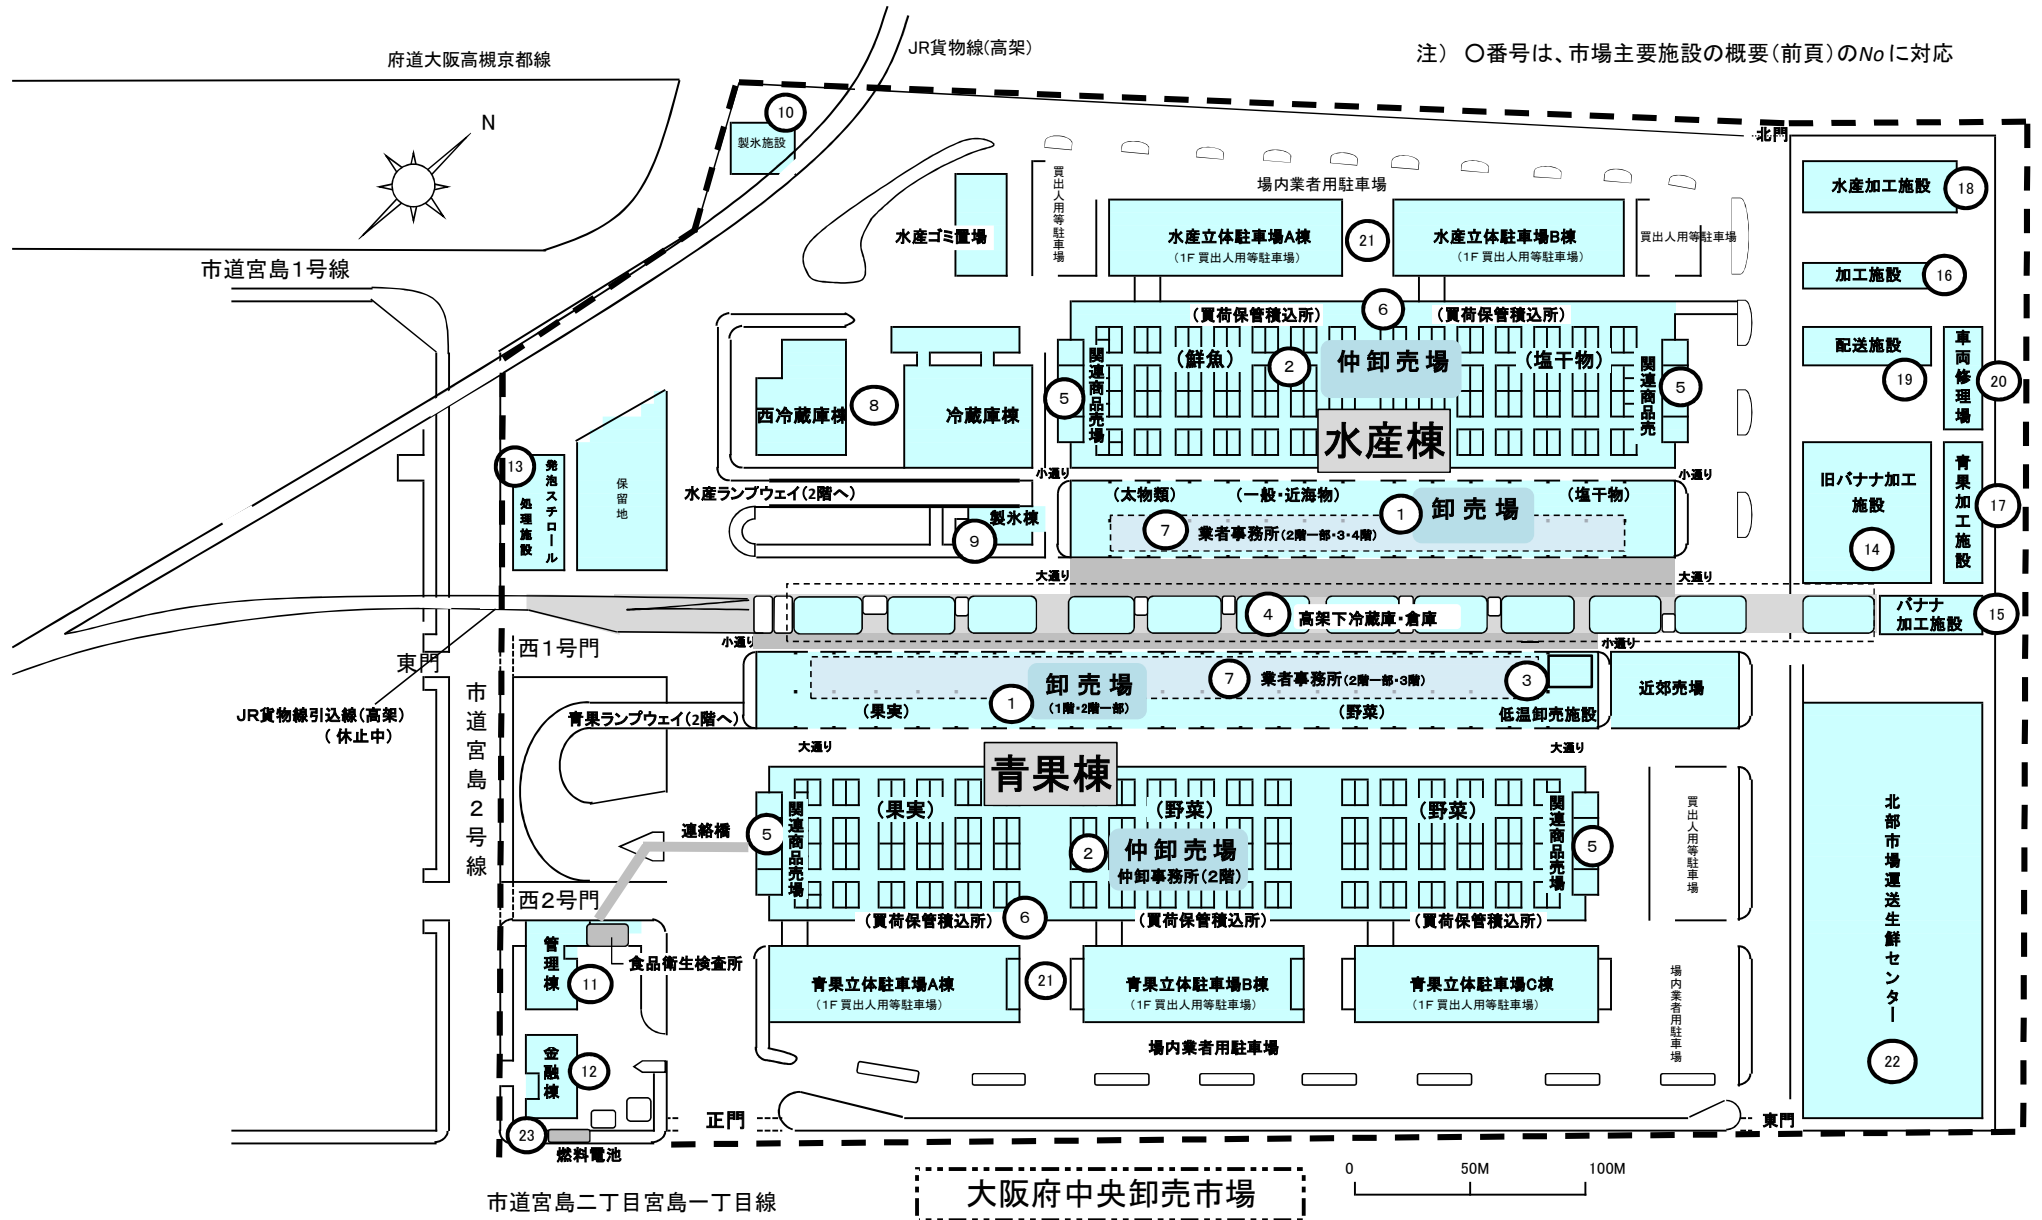 府道大阪高槻京都線
JR貨物線(高架)
注） ○番号は、市場主要施設の概要(前頁)のNoに対応
N
10
製氷施設
北門
水産加工施設
18
市道宮島1号線
水産ゴミ置場
買出人用等駐車場
場内業者用駐車場
水産立体駐車場A棟
(1F 買出人用等駐車場)
21
水産立体駐車場B棟
(1F 買出人用等駐車場)
買出人用等駐車場
加工施設
16
(買荷保管積込所)
6
(買荷保管積込所)
配送施設
19
車両修理場
20
西冷蔵庫棟
8
冷蔵庫棟
5
関連商品売場
(鮮魚)
2
仲卸売場
(塩干物)
関連商品売
5
水産棟
13
発泡スチロール
処理施設
保留地
小通り
小通り
水産ランプウェイ(2階へ)
(太物類)
(一般・近海物)
1
卸売場
(塩干物)
製氷棟
9
7
業者事務所(2階一部・3・4階)
旧バナナ加工
施設
14
青果加工施設
17
大通り
大通り
4
高架下冷蔵庫・倉庫
バナナ
加工施設
15
西1号門
小通り
小通り
東門
市道宮島2号線
JR貨物線引込線(高架)
( 休止中)
卸売場
(1階・2階一部)
1
7
業者事務所(2階一部・3階)
3
近郊売場
青果ランプウェイ(2階へ)
(果実)
(野菜)
低温卸売施設
大通り
大通り
青果棟
連絡橋
5
関連商品売場
(果実)
(野菜)
(野菜)
2
仲卸売場
仲卸事務所(2階)
関連商品売場
5
買出人用等駐車場
北部市場運送生鮮センター
22
西2号門
(買荷保管積込所)
6
(買荷保管積込所)
(買荷保管積込所)
管理棟
11
食品衛生検査所
青果立体駐車場A棟
(1F 買出人用等駐車場)
21
青果立体駐車場B棟
(1F 買出人用等駐車場)
青果立体駐車場C棟
(1F 買出人用等駐車場)
場内業者用駐車場
場内業者用駐車場
金融棟
12
正門
東門
23
燃料電池
市道宮島二丁目宮島一丁目線
大阪府中央卸売市場
0 50M 100M